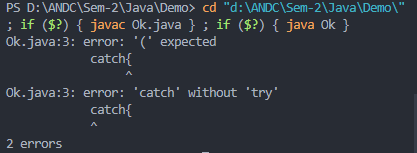 PS D:\ANDC\Sem-2\Java\Demo> cd "d:\ANDC\Sem-2\Java\Demo\"
; if ($?) { javac Ok.java } ; if ($?) { java Ok }
Ok.java:3: error: '(' expected
catch{
^
Ok.java:3: error: 'catch' without 'try'
catch{
^
2 errors